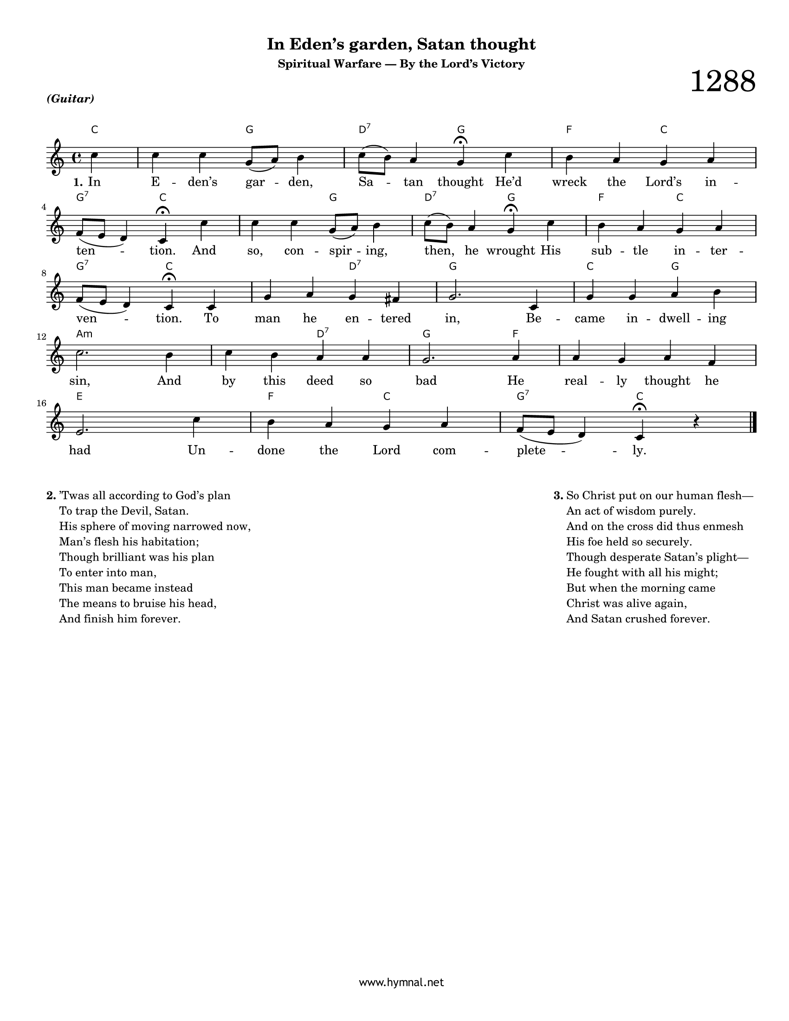 In Eden's garden, Satan thought
Spiritual Warfare — By the Lord's Victory
1288
(Guitar)
C G D7 G F C
1. In E - den's gar - den, Sa - tan thought He'd wreck the Lord's in -
4
G7 C G D7 G F C
ten - tion. And so, con - spir - ing, then, he wrought His sub - tle in - ter -
8
G7 C D7 G C G
ven - tion. To man he en - tered in, Be - came in - dwell - ing
12
Am D7 G F
sin, And by this deed so bad He real - ly thought he
16
E F C G7 C
had Un - done the Lord com - plete - - ly.
2. 'Twas all according to God's plan
To trap the Devil, Satan.
His sphere of moving narrowed now,
Man's flesh his habitation;
Though brilliant was his plan
To enter into man,
This man became instead
The means to bruise his head,
And finish him forever.
3. So Christ put on our human flesh—
An act of wisdom purely.
And on the cross did thus enmesh
His foe held so securely.
Though desperate Satan's plight—
He fought with all his might;
But when the morning came
Christ was alive again,
And Satan crushed forever.
www.hymnal.net